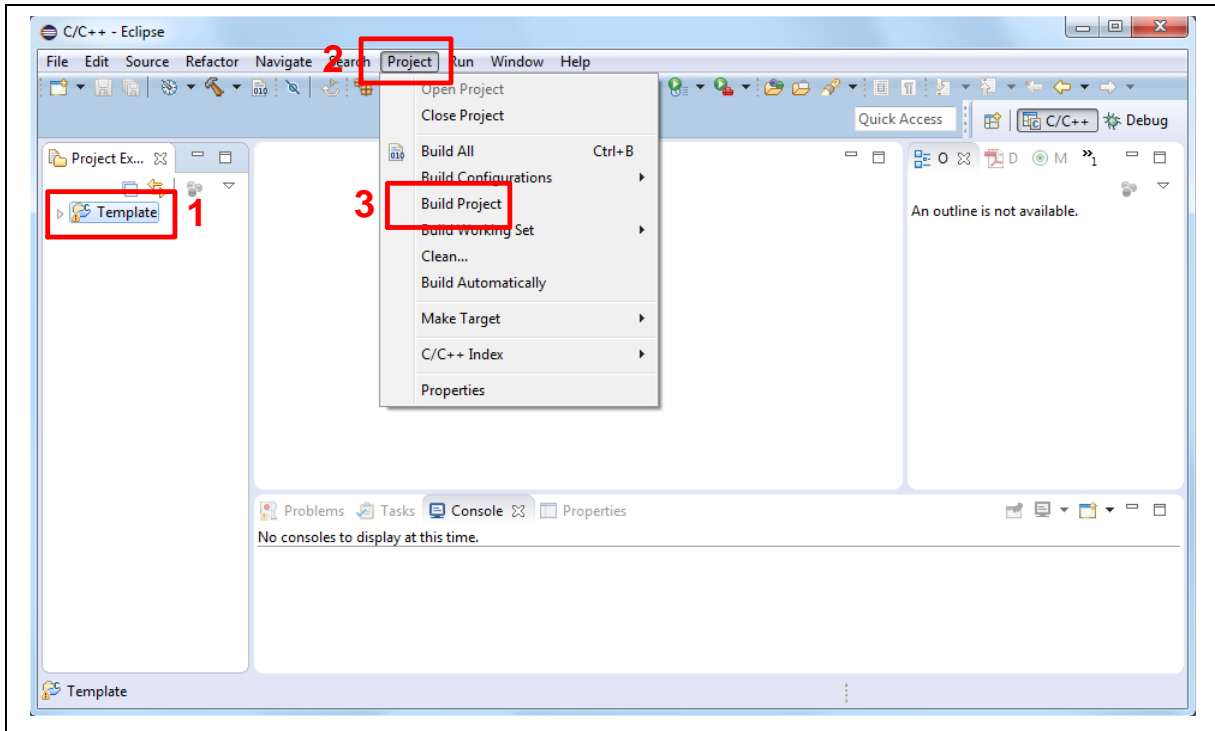 C/C++ - Eclipse
File Edit Source Refactor Navigate Search Project Run Window Help
2
Open Project
Close Project
Quick Access
C/C++
Debug
Project Ex...
Build All Ctrl+B
O
D
M
»1
Build Configurations
Template
1
3
Build Project
An outline is not available.
Build Working Set
Clean...
Build Automatically
Make Target
C/C++ Index
Properties
Problems Tasks Console Properties
No consoles to display at this time.
Template